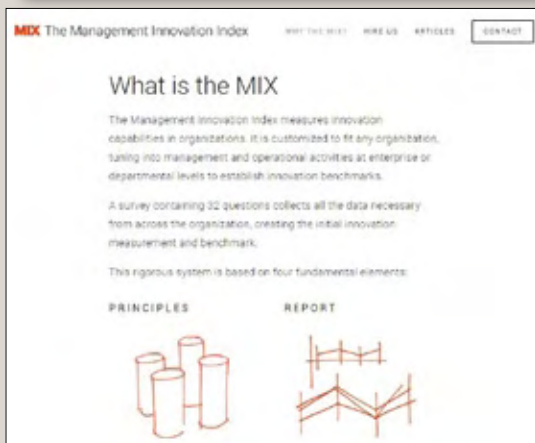 MIX The Management Innovation Index
WHY THE MIX? HIRE US ARTICLES CONTACT
What is the MIX
The Management Innovation Index measures innovation
capabilities in organizations. It is customized to fit any organization,
tuning into management and operational activities at enterprise or
departmental levels to establish innovation benchmarks.
A survey containing 32 questions collects all the data necessary
from across the organization, creating the initial innovation
measurement and benchmark.
This rigorous system is based on four fundamental elements:
PRINCIPLES REPORT